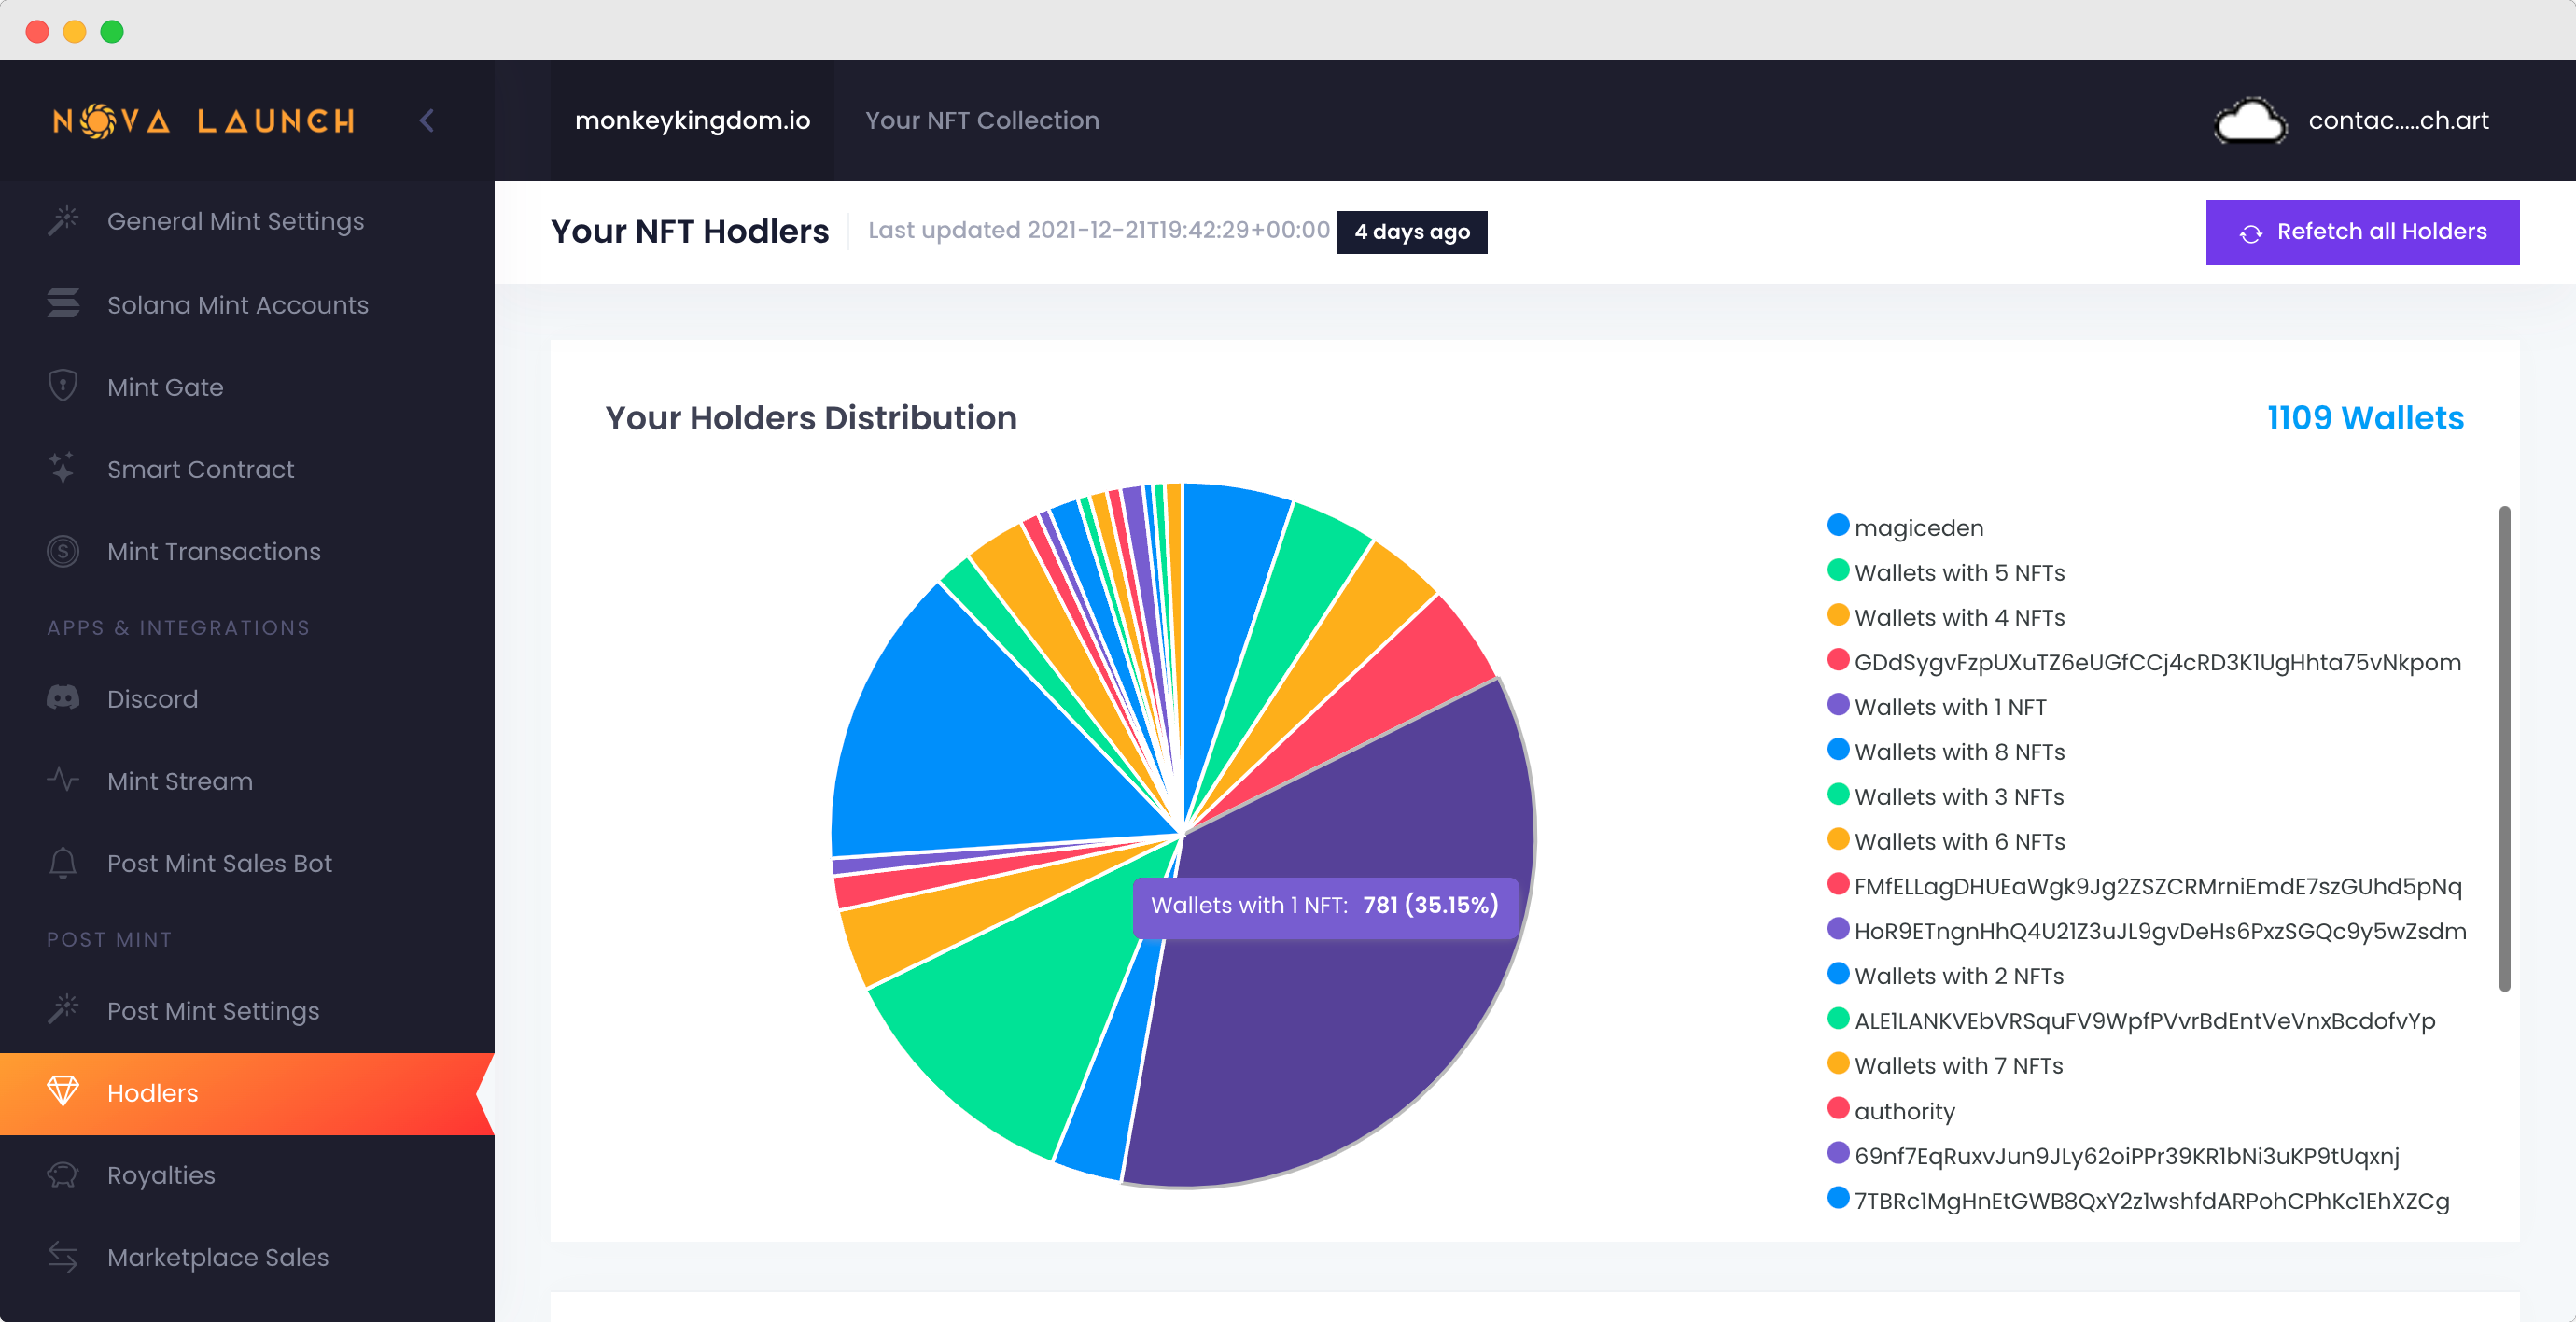 NOVA LAUNCH
monkeykingdom.io
Your NFT Collection
contac.....ch.art
General Mint Settings
Solana Mint Accounts
Mint Gate
Smart Contract
Mint Transactions
APPS & INTEGRATIONS
Discord
Mint Stream
Post Mint Sales Bot
POST MINT
Post Mint Settings
Hodlers
Royalties
Marketplace Sales
Your NFT Hodlers
Last updated 2021-12-21T19:42:29+00:00
4 days ago
Refetch all Holders
Your Holders Distribution
1109 Wallets
Wallets with 1 NFT: 781 (35.15%)
magiceden
Wallets with 5 NFTs
Wallets with 4 NFTs
GDdSygvFzpUXuTZ6eUGfCCj4cRD3K1UgHhta75vNkpom
Wallets with 1 NFT
Wallets with 8 NFTs
Wallets with 3 NFTs
Wallets with 6 NFTs
FMfELLagDHUEaWgk9Jg2ZSZCRMrniEmdE7szGUhd5pNq
HoR9ETngnHhQ4U21Z3uJL9gvDeHs6PxzSGQc9y5wZsdm
Wallets with 2 NFTs
ALE1LANKVEbVRSquFV9WpfPVvrBdEntVeVnxBcdofvYp
Wallets with 7 NFTs
authority
69nf7EqRuxvJun9JLy62oiPPr39KR1bNi3uKP9tUqxnj
7TBRc1MgHnEtGWB8QxY2z1wshfdARPohCPhKc1EhXZCg